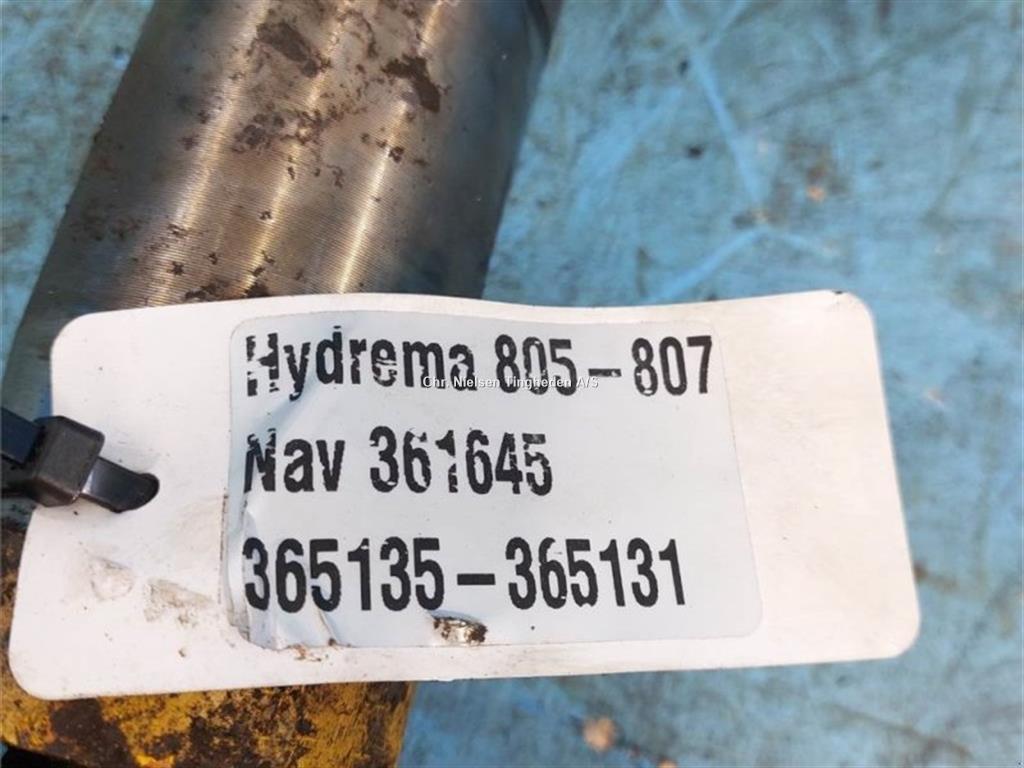 Hydrema 805-807
Chr. Nielsen Tingheden A/S
Nav 361645
365135-365131